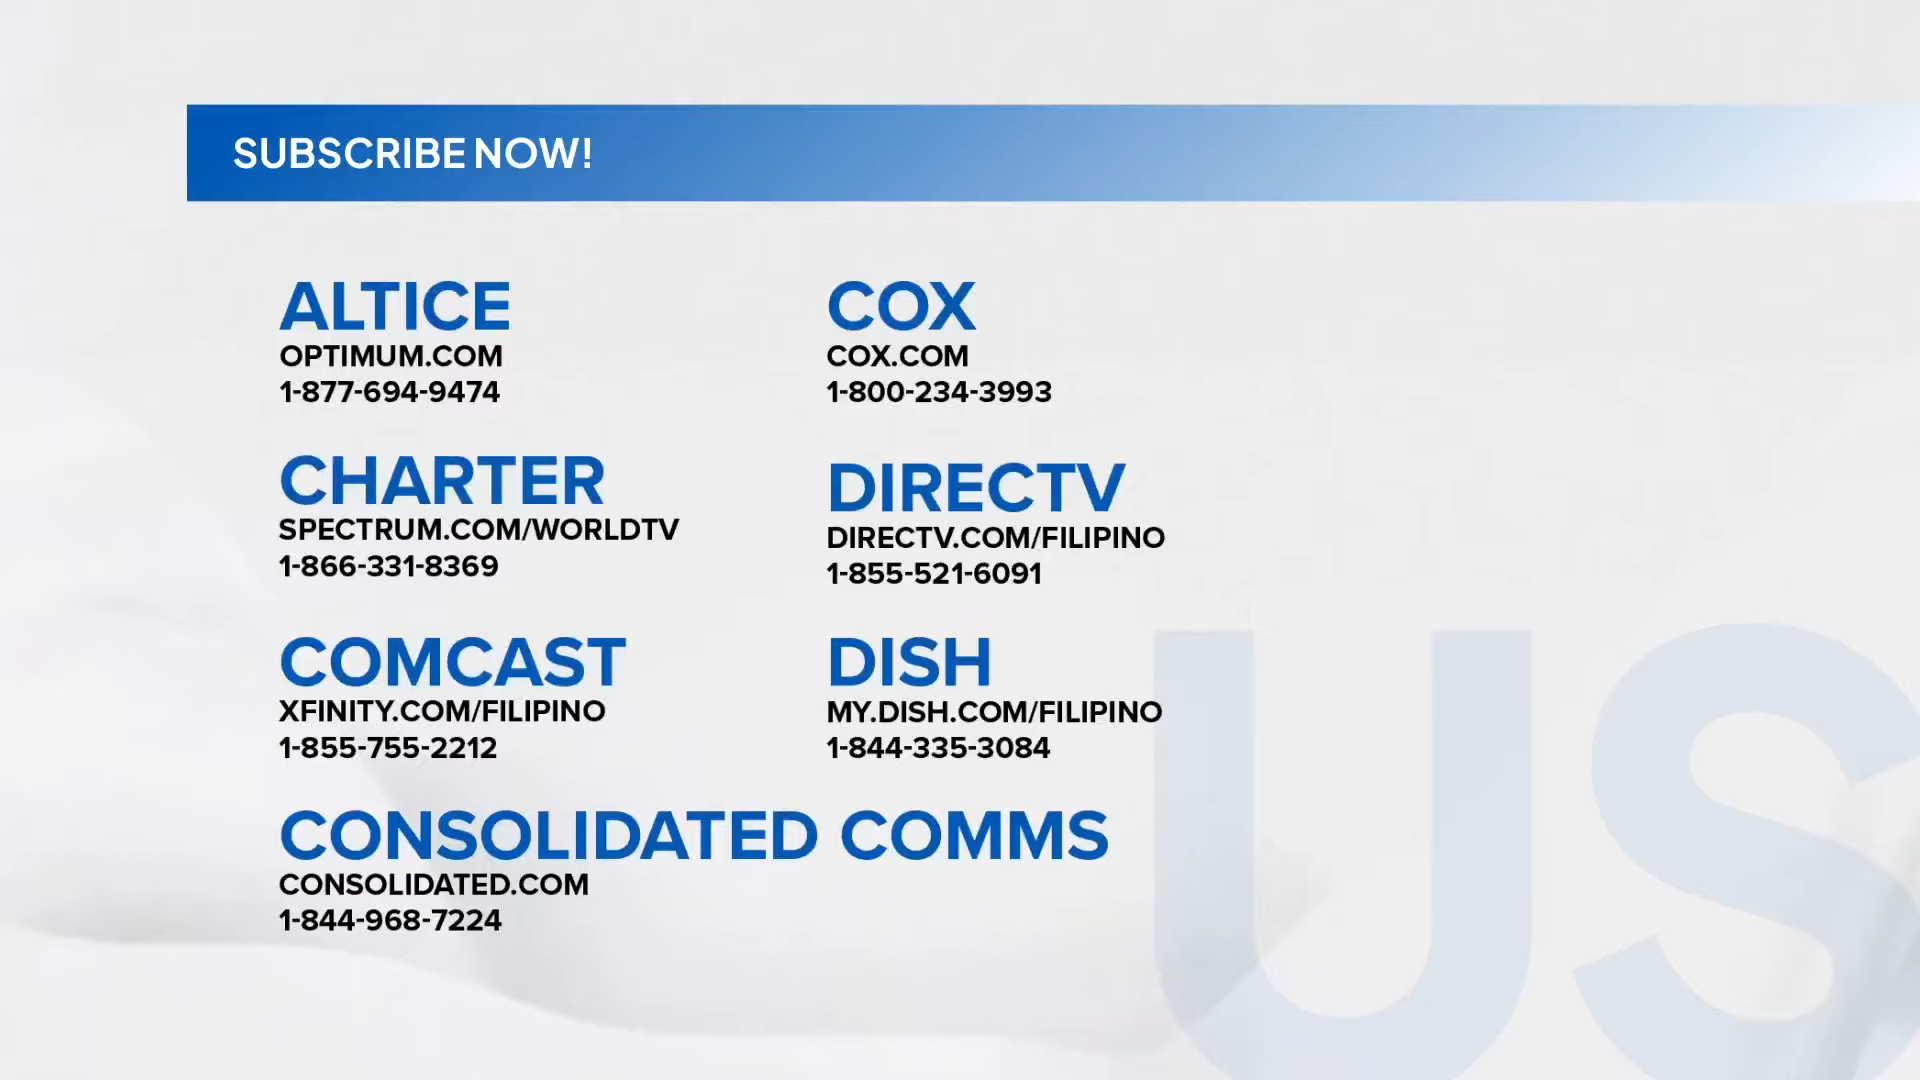 SUBSCRIBE NOW!
ALTICE
OPTIMUM.COM
1-877-694-9474
CHARTER
SPECTRUM.COM/WORLDTV
1-866-331-8369
COMCAST
XFINITY.COM/FILIPINO
1-855-755-2212
CONSOLIDATED COMMS
CONSOLIDATED.COM
1-844-968-7224
COX
COX.COM
1-800-234-3993
DIRECTV
DIRECTV.COM/FILIPINO
1-855-521-6091
DISH
MY.DISH.COM/FILIPINO
1-844-335-3084
US